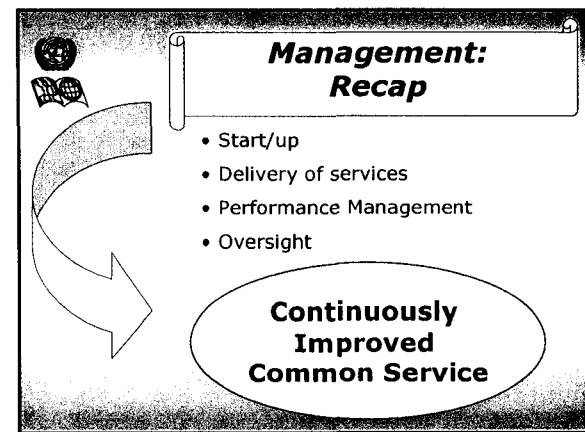 Management:
Recap
• Start/up
• Delivery of services
• Performance Management
• Oversight
Continuously
Improved
Common Service